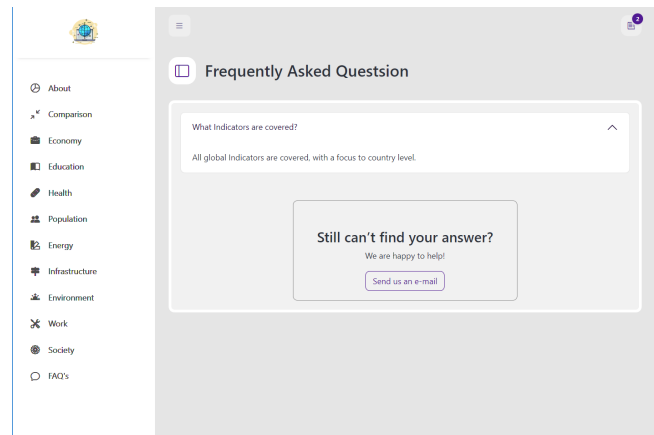 2
Frequently Asked Questsion
About
Comparison
Economy
Education
Health
Population
Energy
Infrastructure
Environment
Work
Society
FAQ's
What Indicators are covered?
All global Indicators are covered, with a focus to country level.
Still can't find your answer?
We are happy to help!
Send us an e-mail